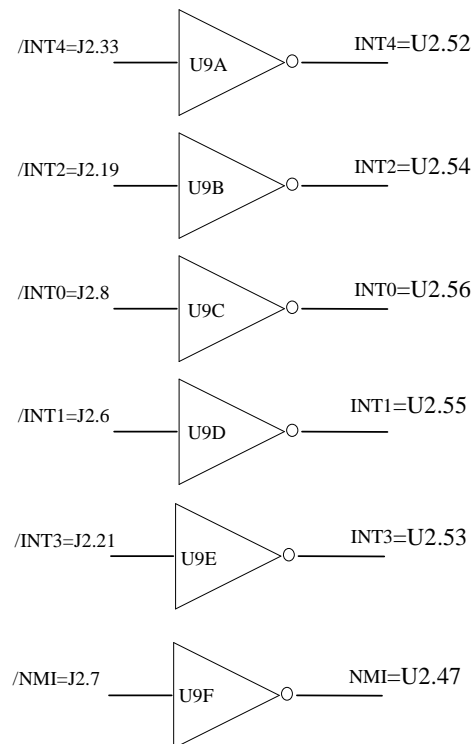 /INT4=J2.33
U9A
INT4=U2.52
/INT2=J2.19
U9B
INT2=U2.54
/INT0=J2.8
U9C
INT0=U2.56
/INT1=J2.6
U9D
INT1=U2.55
/INT3=J2.21
U9E
INT3=U2.53
/NMI=J2.7
U9F
NMI=U2.47